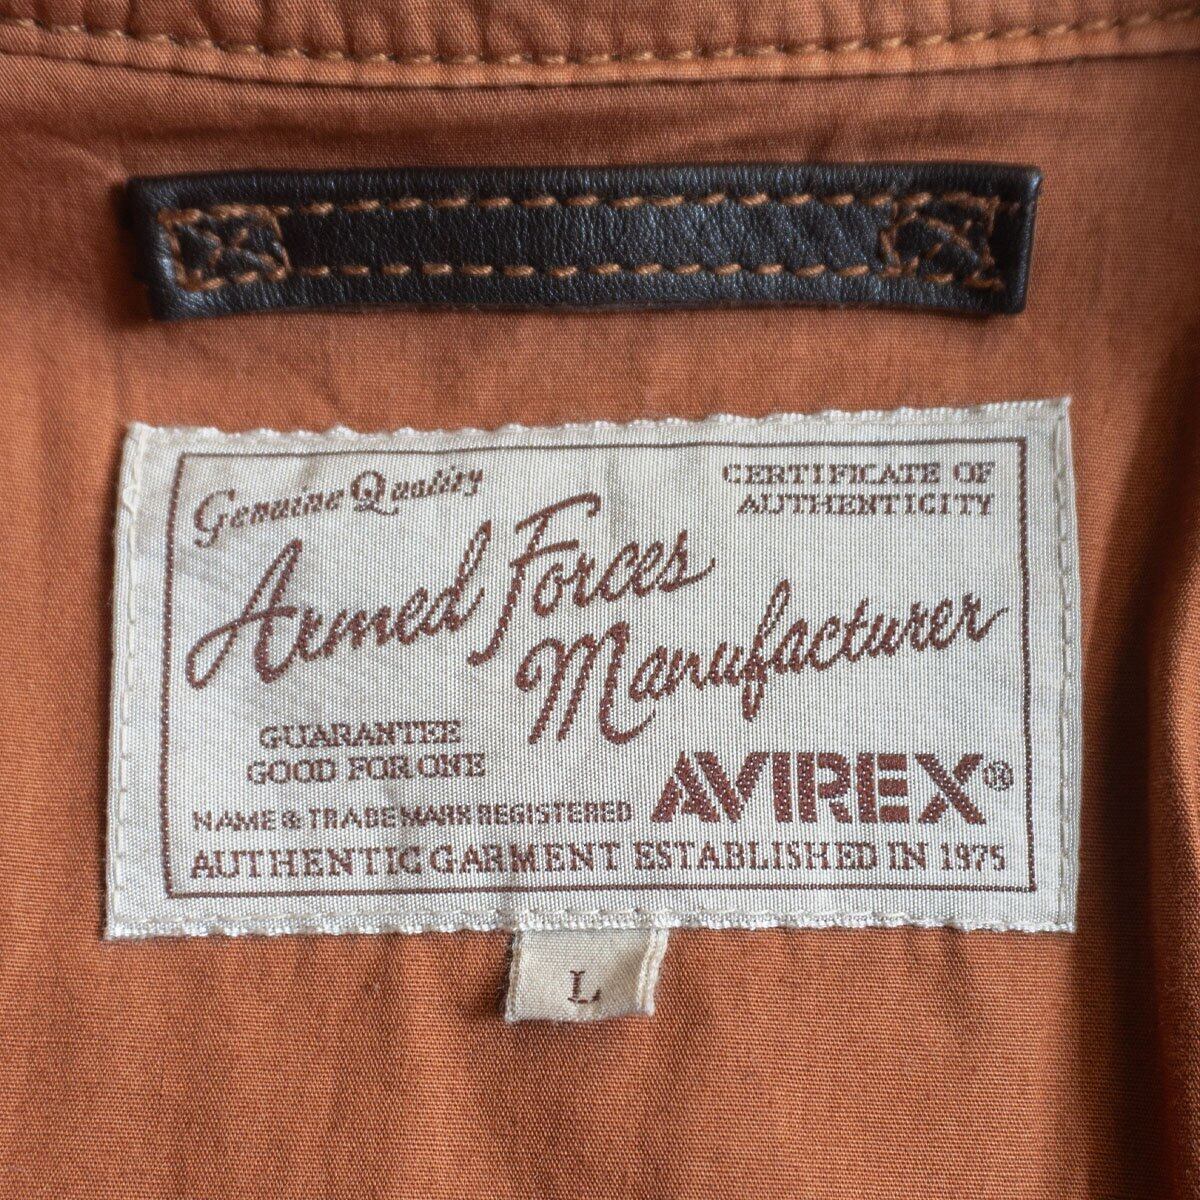 Genuine Quality
CERTIFICATE OF
AUTHENTICITY
Armed Forces
Manufacturer
GUARANTEE
GOOD FOR ONE
NAME & TRADEMARK REGISTERED
AVIREX®
AUTHENTIC GARMENT ESTABLISHED IN 1975
L